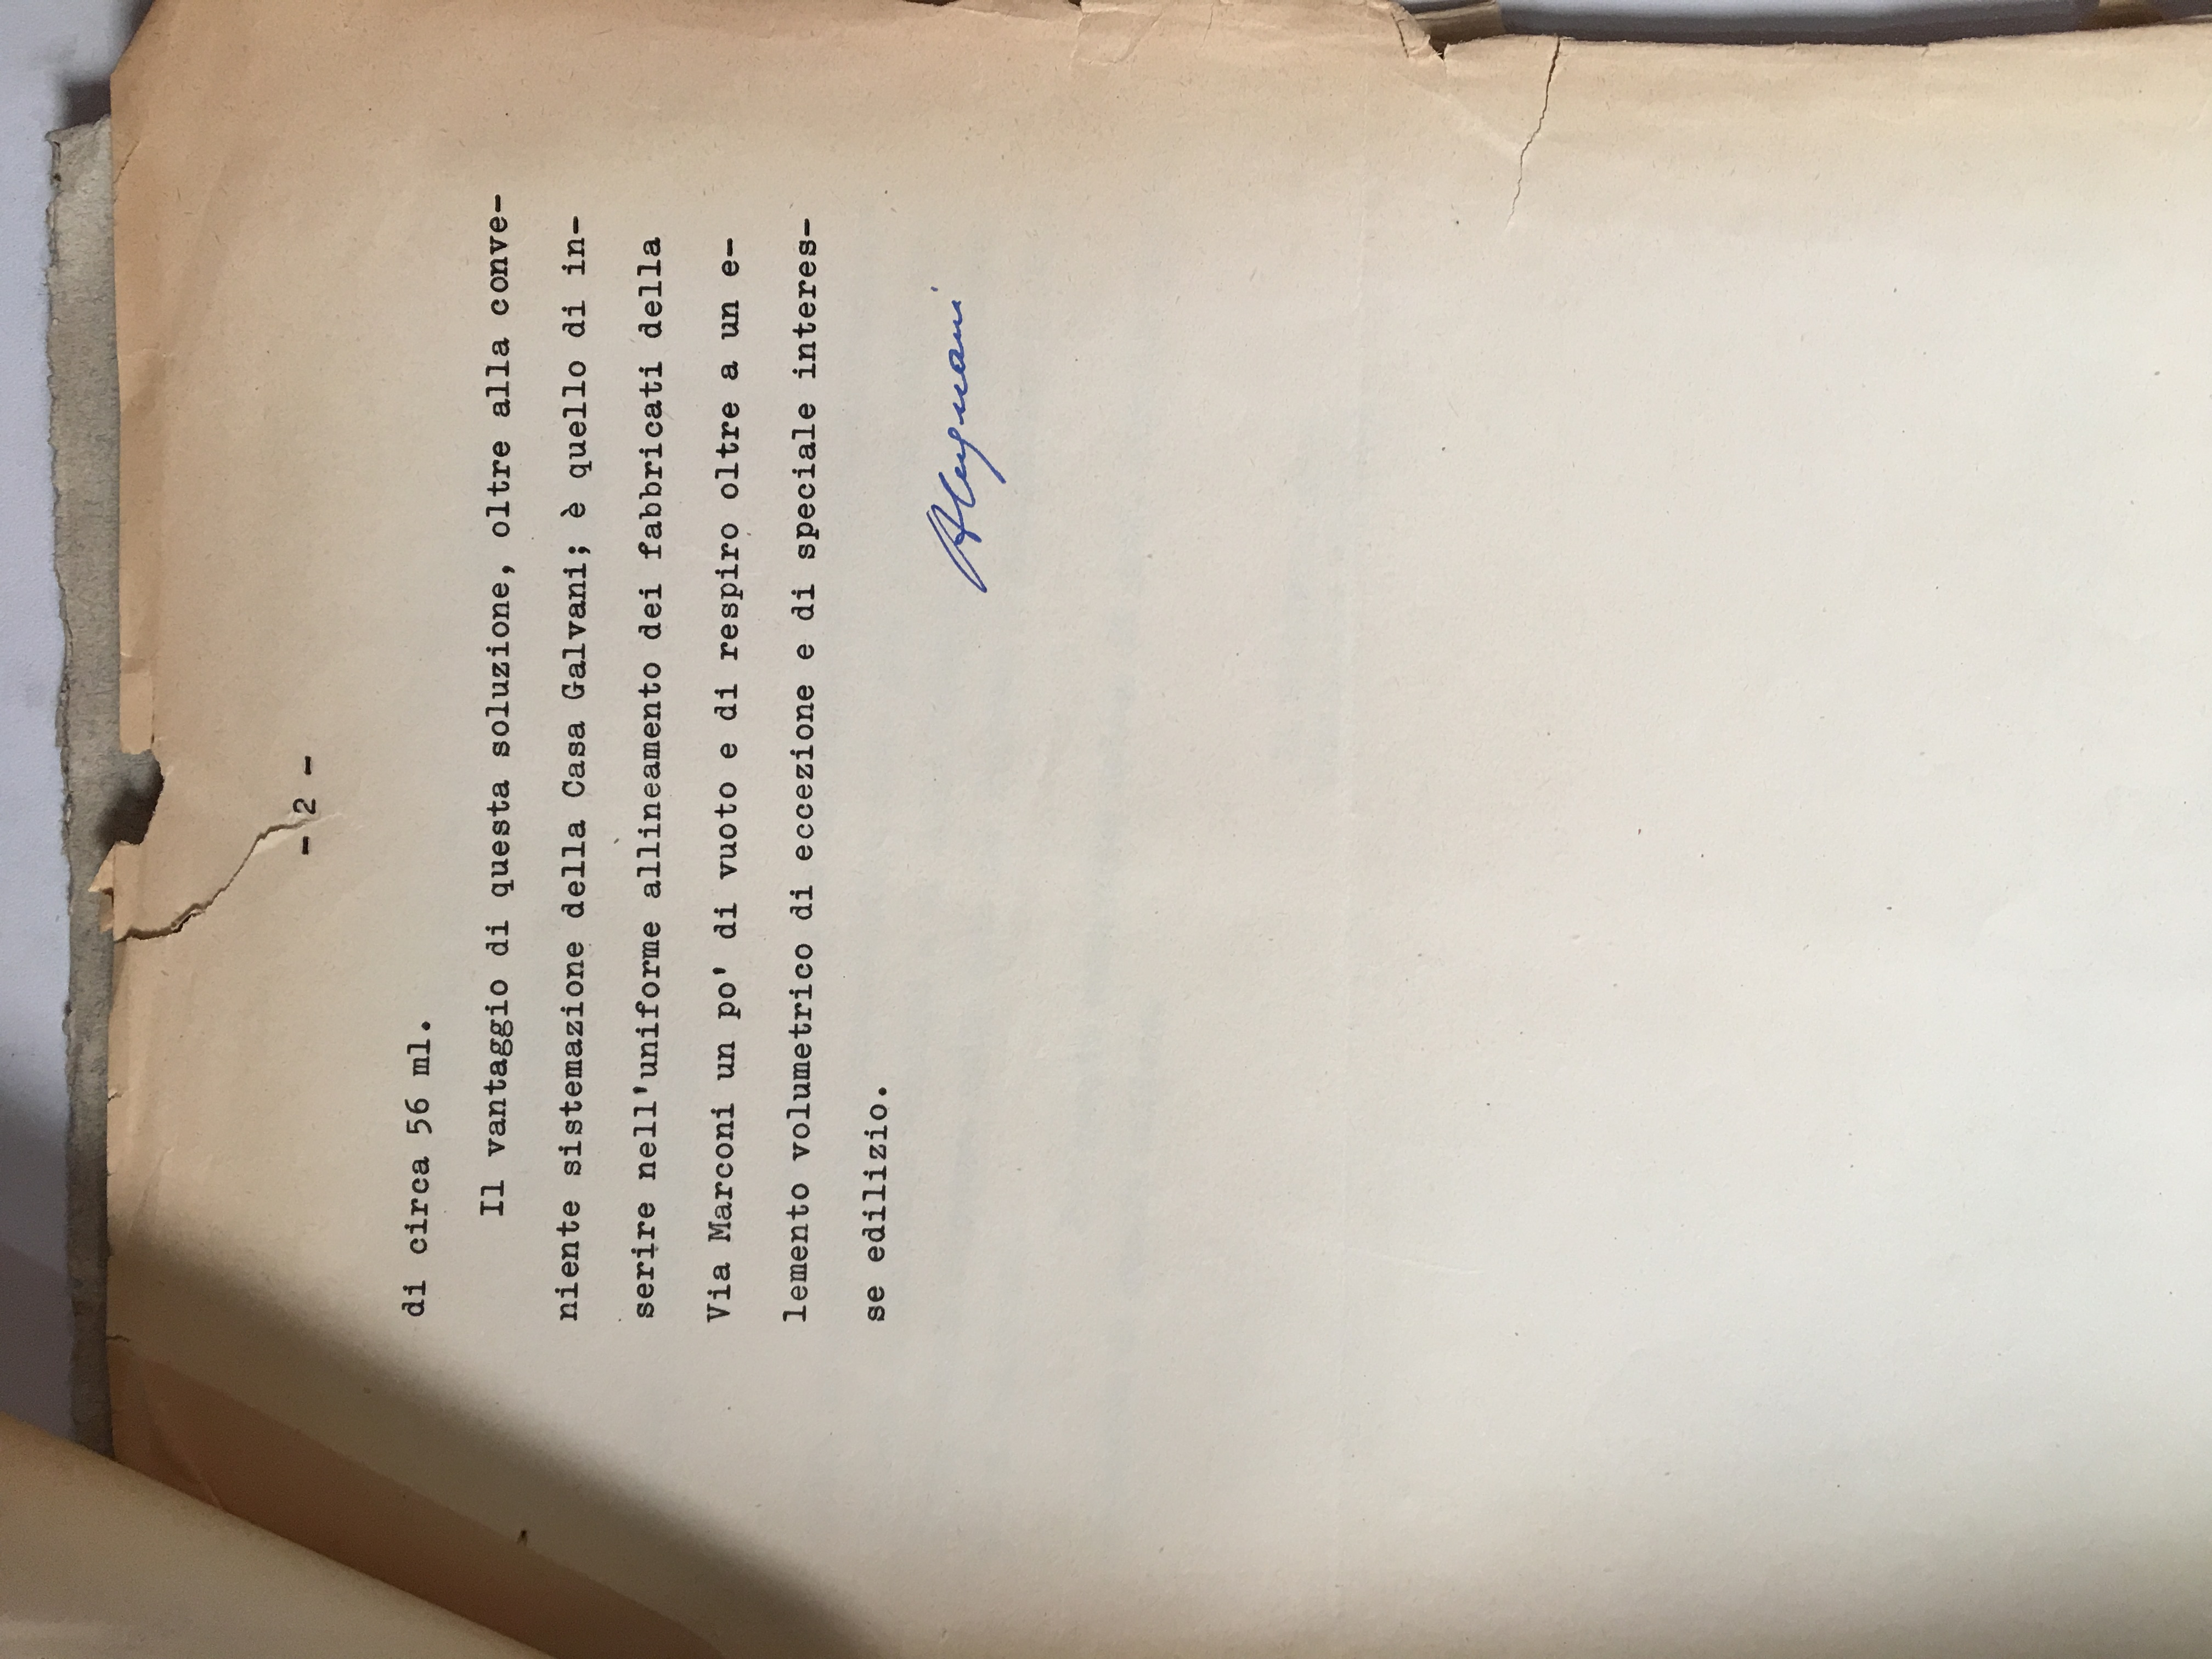 - 2 -
di circa 56 ml.
Il vantaggio di questa soluzione, oltre alla conve-
niente sistemazione della Casa Galvani; è quello di in-
serire nell'uniforme allineamento dei fabbricati della
Via Marconi un po' di vuoto e di respiro oltre a un e-
lemento volumetrico di eccezione e di speciale interes-
se edilizio.